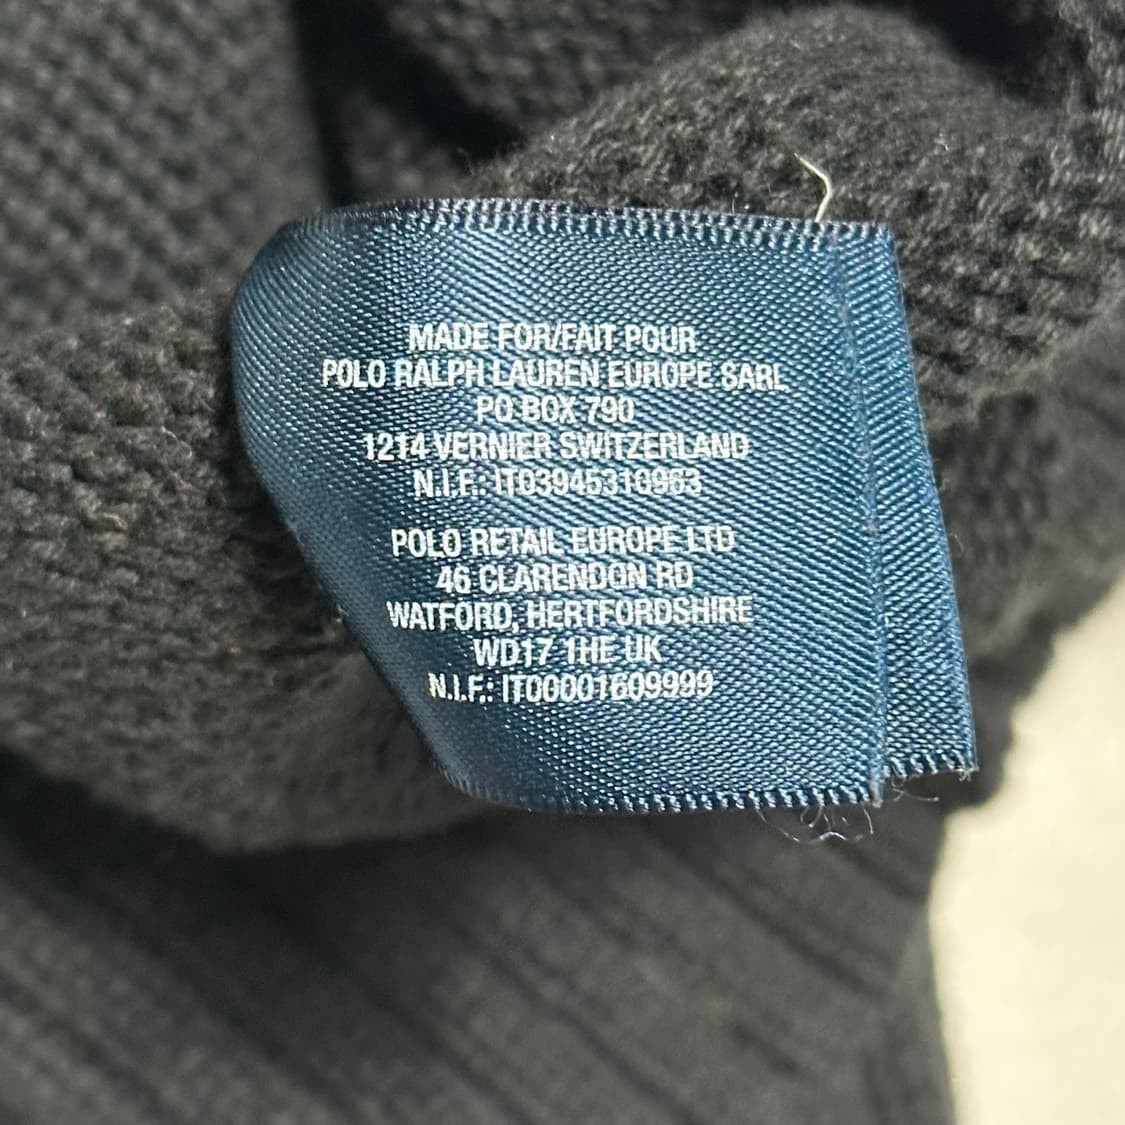 MADE FOR/FAIT POUR
POLO RALPH LAUREN EUROPE SARL
PO BOX 790
1214 VERNIER SWITZERLAND
N.I.F.: IT03945310963
POLO RETAIL EUROPE LTD
46 CLARENDON RD
WATFORD, HERTFORDSHIRE
WD17 1HE UK
N.I.F.: IT00001609999